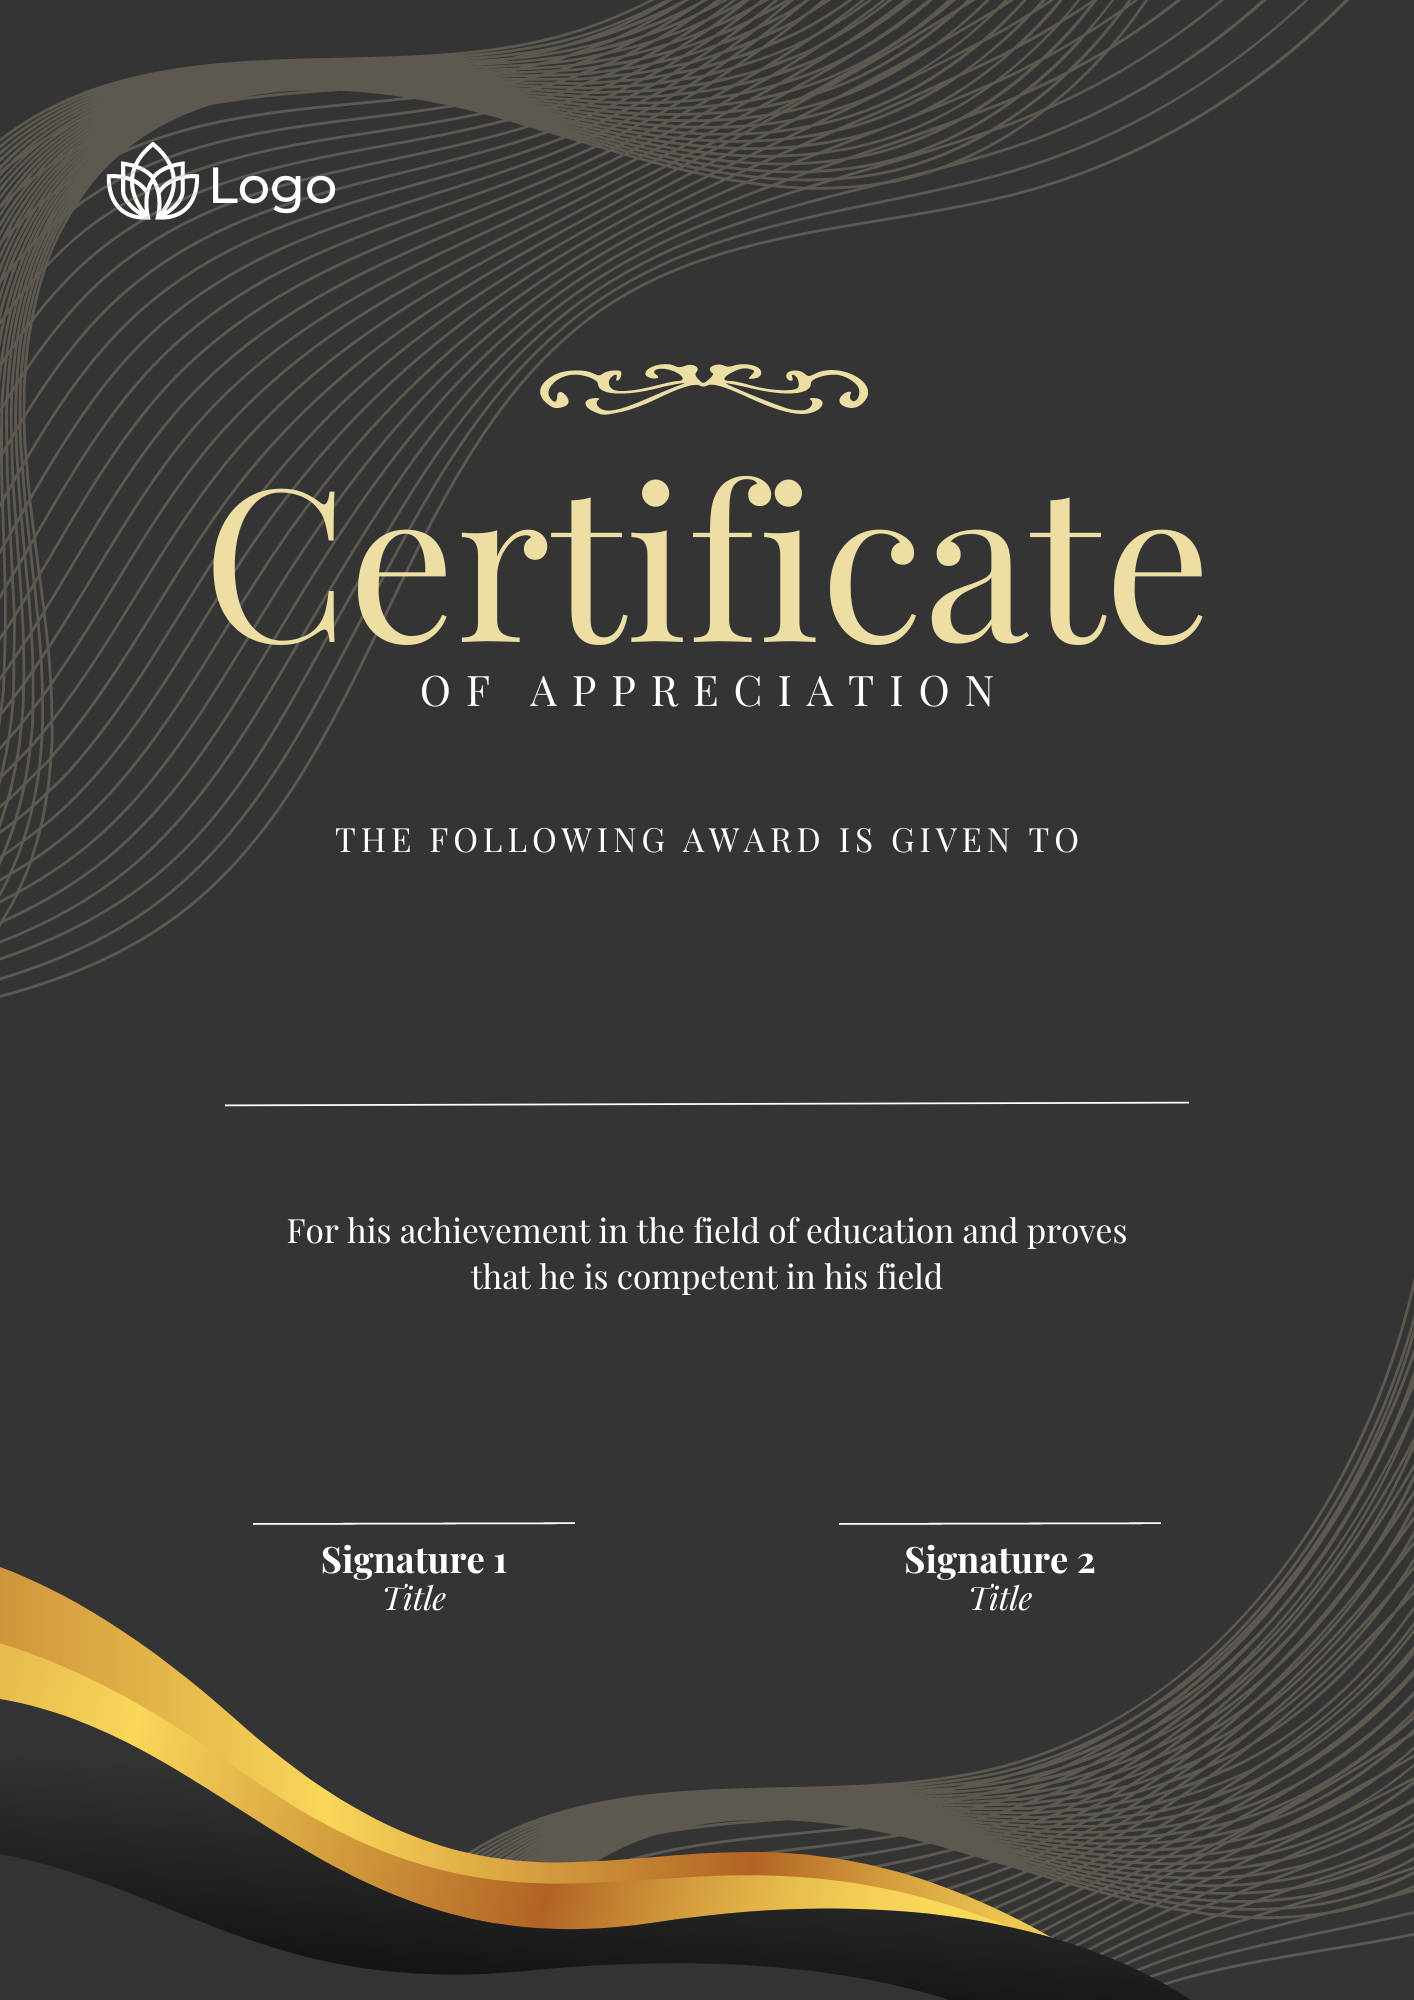 Logo
Certificate
OF APPRECIATION
THE FOLLOWING AWARD IS GIVEN TO
For his achievement in the field of education and proves
that he is competent in his field
Signature 1
Title
Signature 2
Title